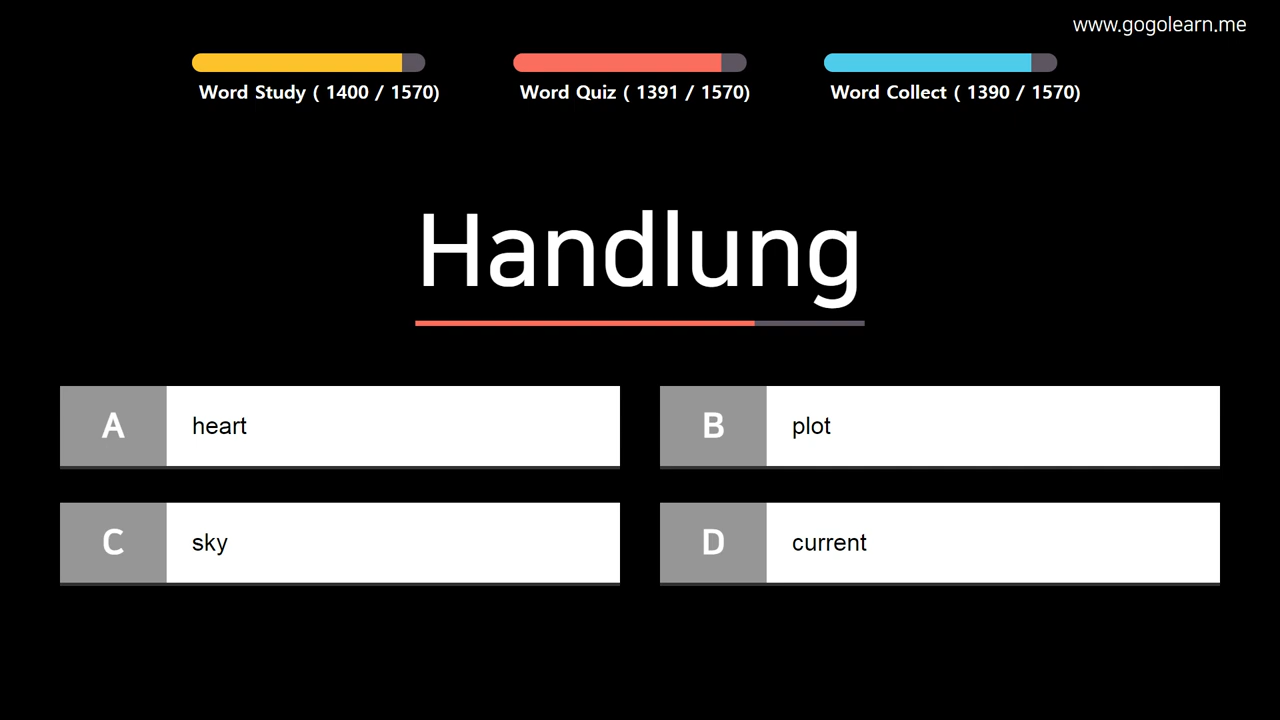 www.gogolearn.me
Word Study ( 1400 / 1570)
Word Quiz ( 1391 / 1570)
Word Collect ( 1390 / 1570)
Handlung
A heart
B plot
C sky
D current